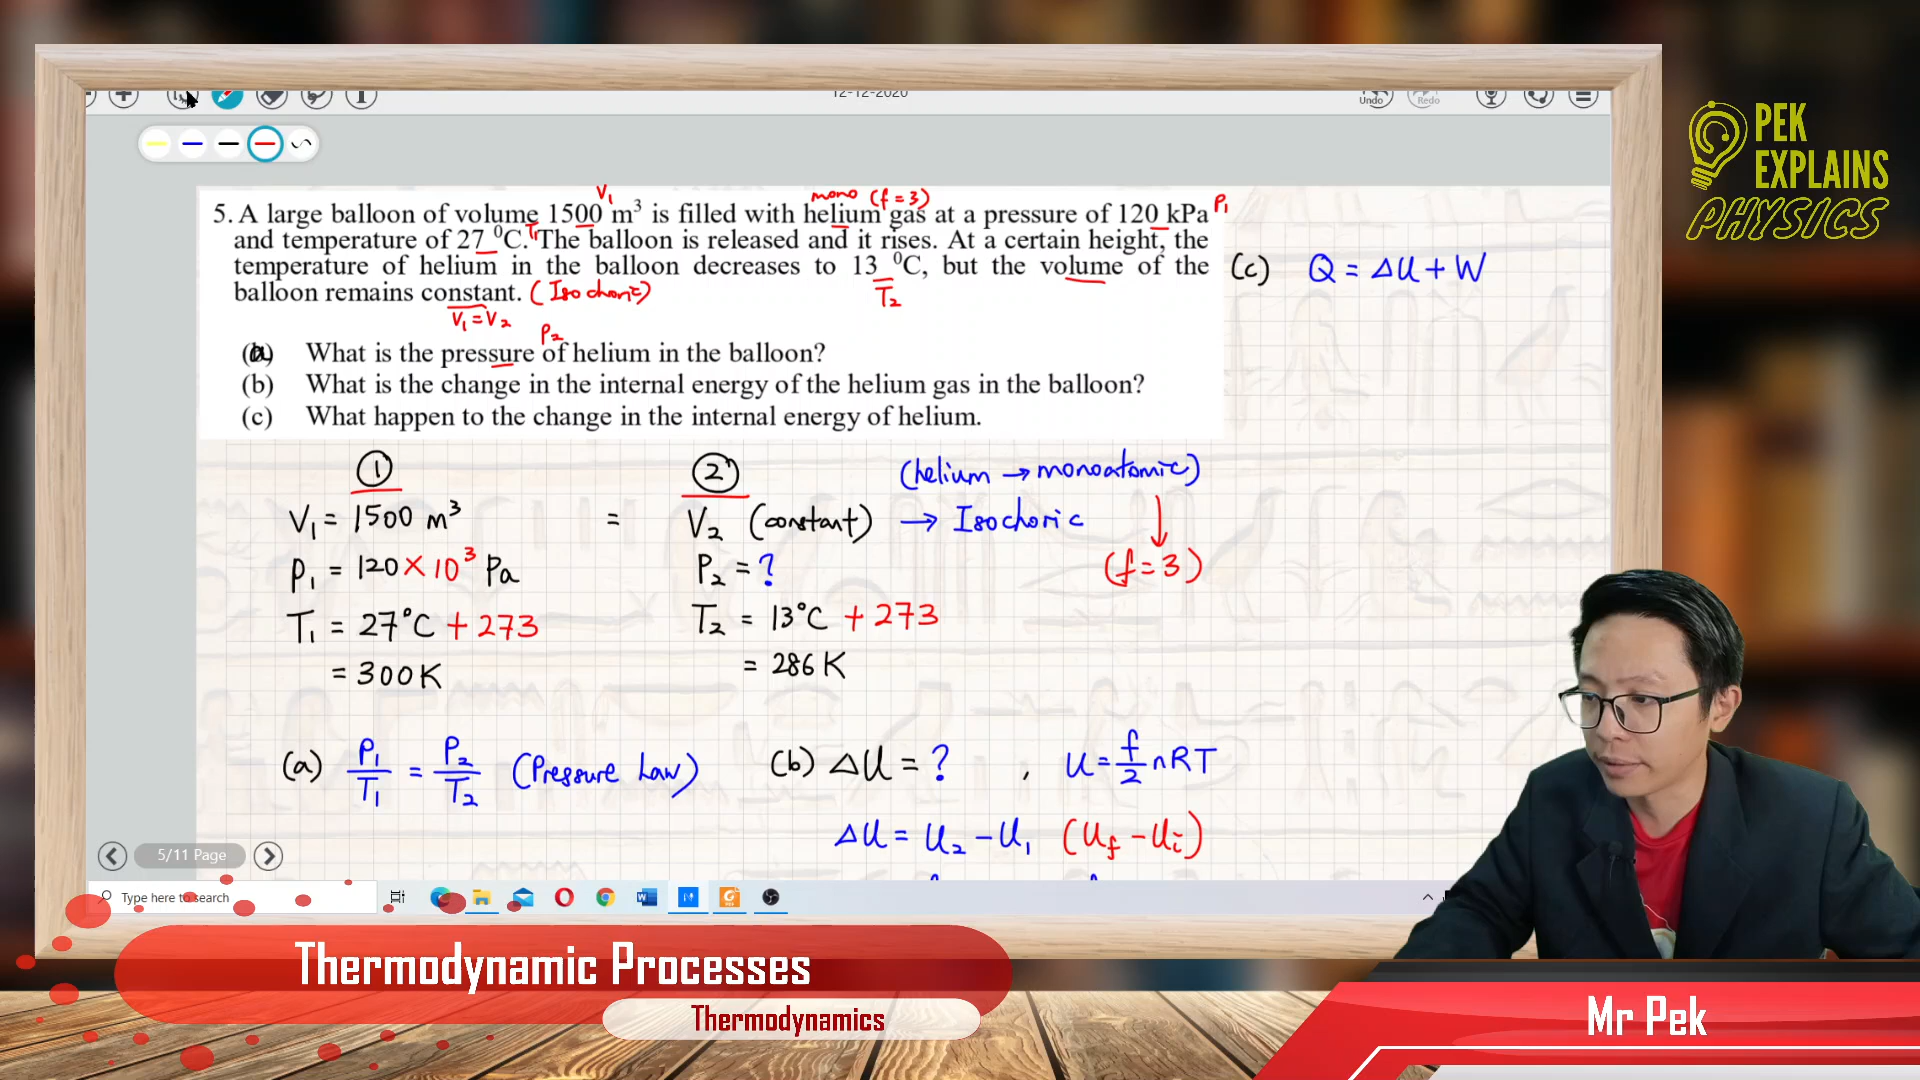 12-12-2020
Undo
Redo
PEK
EXPLAINS
PHYSICS
V₁
mono (f=3)
P₁
5. A large balloon of volume 1500 m³ is filled with helium gas at a pressure of 120 kPa
T₁
and temperature of 27 ⁰C. The balloon is released and it rises. At a certain height, the
temperature of helium in the balloon decreases to 13 ⁰C, but the volume of the
balloon remains constant. (Isochoric)
T₂
V₁ = V₂
P₂
(a) What is the pressure of helium in the balloon?
(b) What is the change in the internal energy of the helium gas in the balloon?
(c) What happen to the change in the internal energy of helium.
(c) Q = ΔU + W
① ② (helium → monoatomic)
V₁ = 1500 m³ = V₂ (constant) → Isochoric
P₁ = 120 × 10³ Pa P₂ = ? (f = 3)
T₁ = 27°C + 273 T₂ = 13°C + 273
= 300K = 286K
(a) P₁/T₁ = P₂/T₂ (Pressure Law) (b) ΔU = ? , U = f/2 nRT
ΔU = U₂ - U₁ (Uf - Ui)
5/11 Page
Type here to search
Thermodynamic Processes
Thermodynamics
Mr Pek